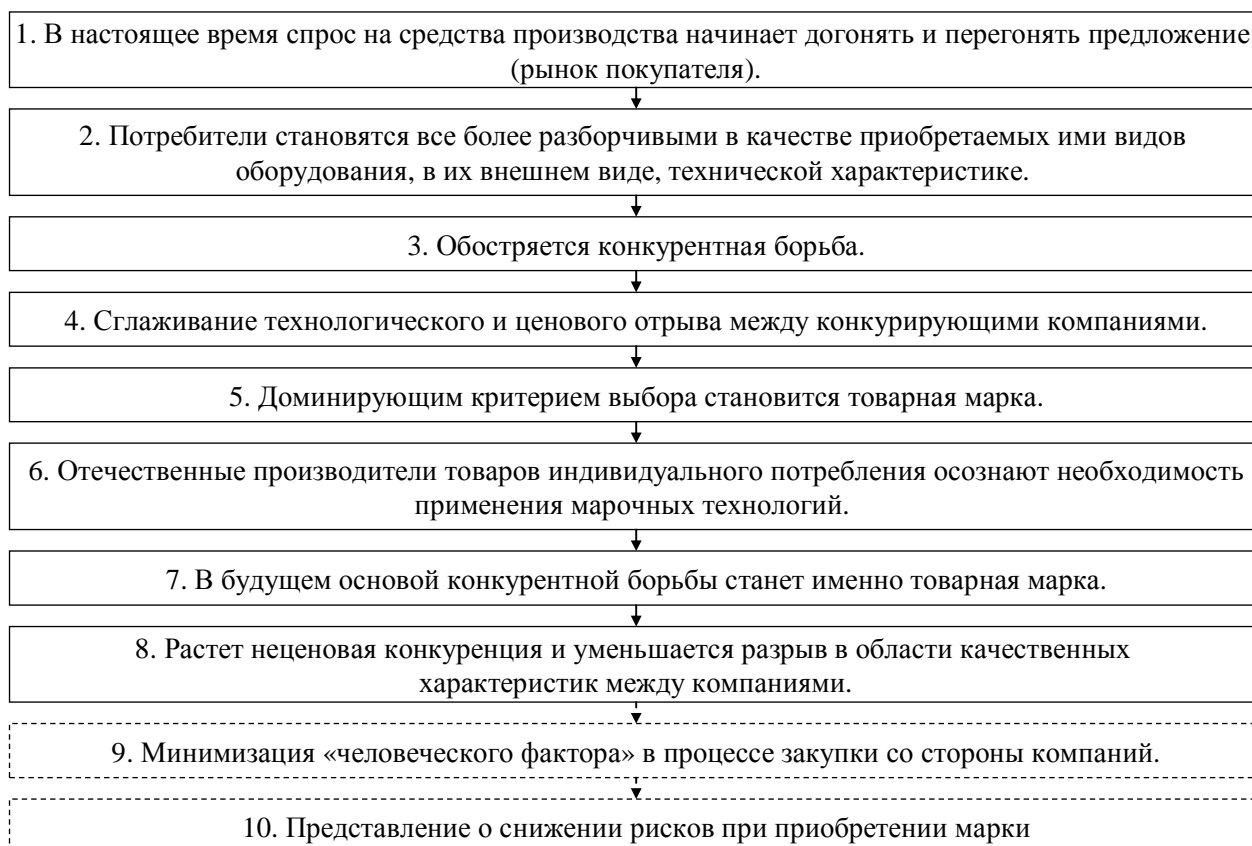 1. В настоящее время спрос на средства производства начинает догонять и перегонять предложение
(рынок покупателя).
2. Потребители становятся все более разборчивыми в качестве приобретаемых ими видов
оборудования, в их внешнем виде, технической характеристике.
3. Обостряется конкурентная борьба.
4. Сглаживание технологического и ценового отрыва между конкурирующими компаниями.
5. Доминирующим критерием выбора становится товарная марка.
6. Отечественные производители товаров индивидуального потребления осознают необходимость
применения марочных технологий.
7. В будущем основой конкурентной борьбы станет именно товарная марка.
8. Растет неценовая конкуренция и уменьшается разрыв в области качественных
характеристик между компаниями.
9. Минимизация «человеческого фактора» в процессе закупки со стороны компаний.
10. Представление о снижении рисков при приобретении марки